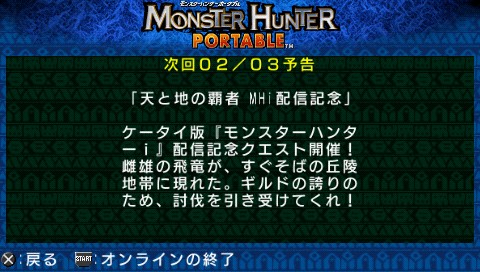 モンスターハンターポータブル
MONSTER HUNTER
PORTABLE™
次回02／03予告
「天と地の覇者 MHi配信記念」
ケータイ版『モンスターハンタ
ーｉ』配信記念クエスト開催！
雌雄の飛竜が、すぐそばの丘陵
地帯に現れた。ギルドの誇りの
ため、討伐を引き受けてくれ！
×:戻る START:オンラインの終了